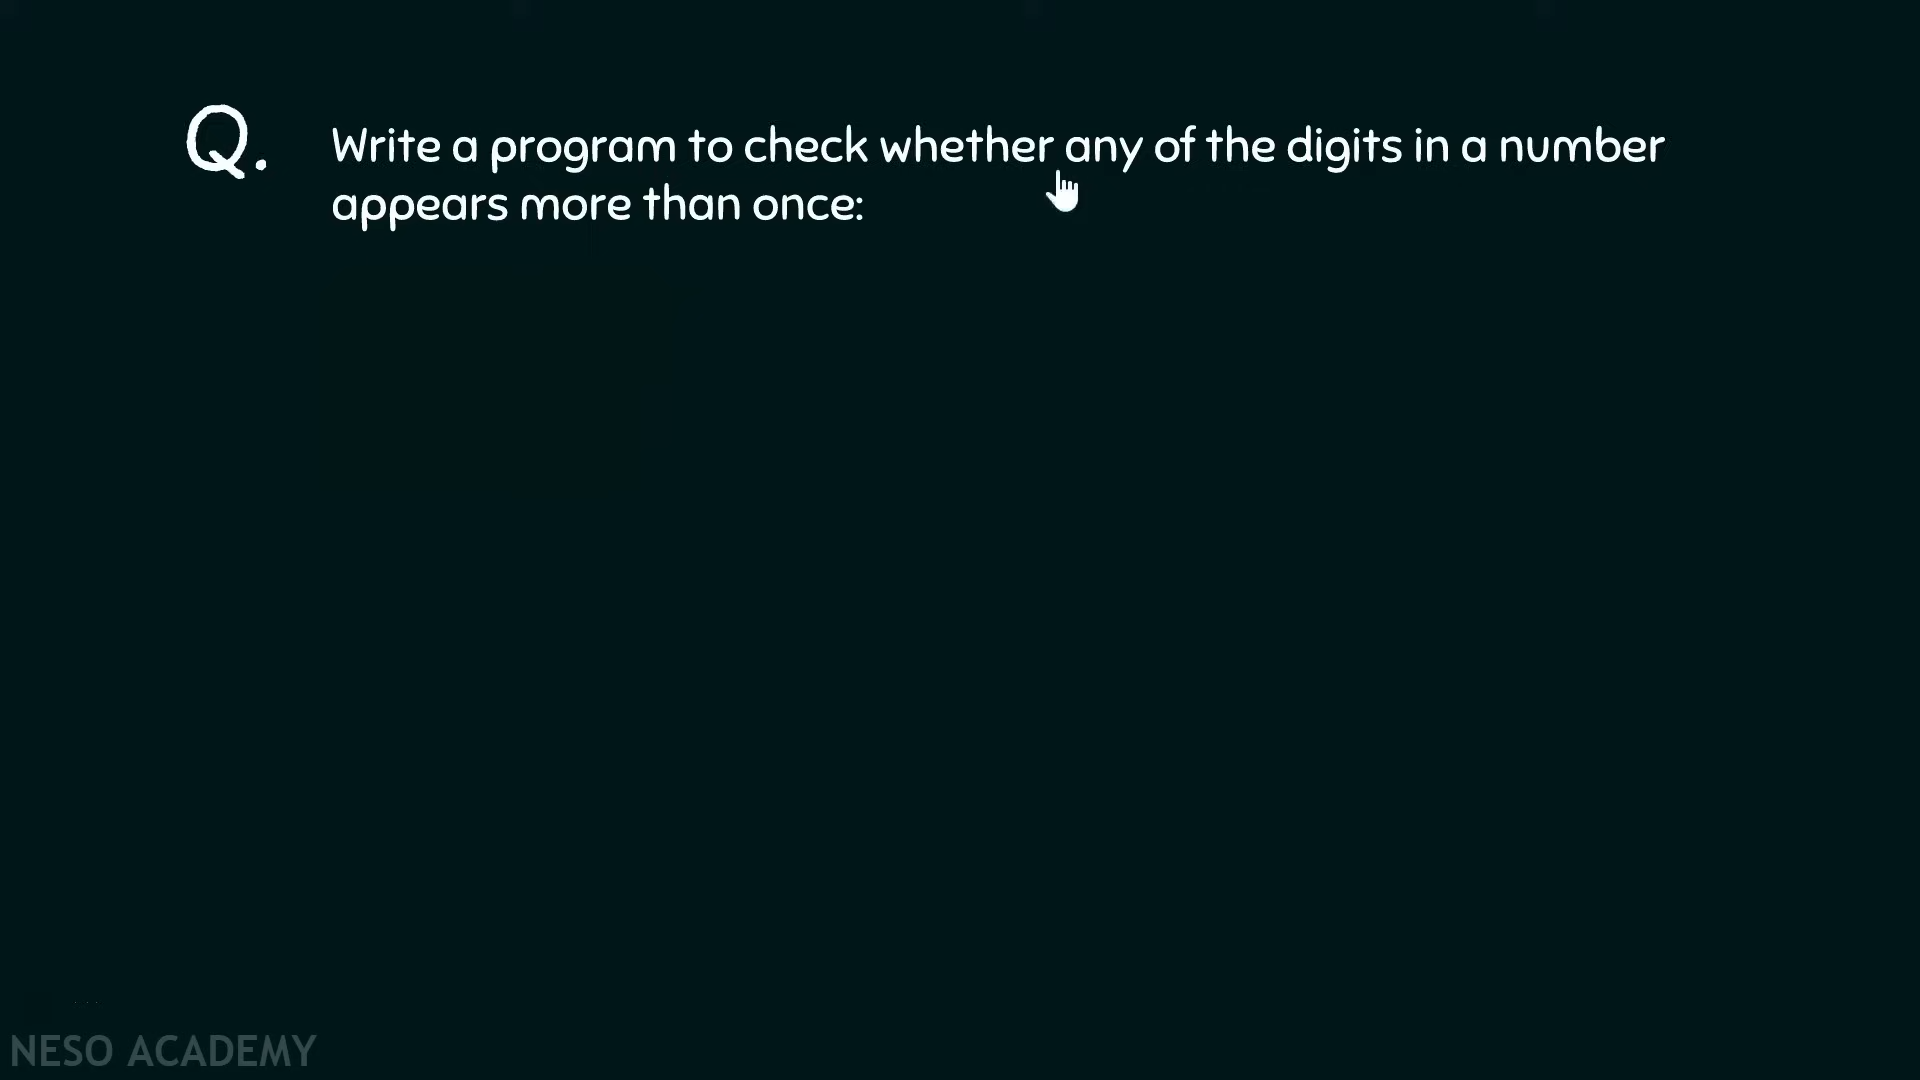 Q. Write a program to check whether any of the digits in a number
appears more than once:
NESO ACADEMY